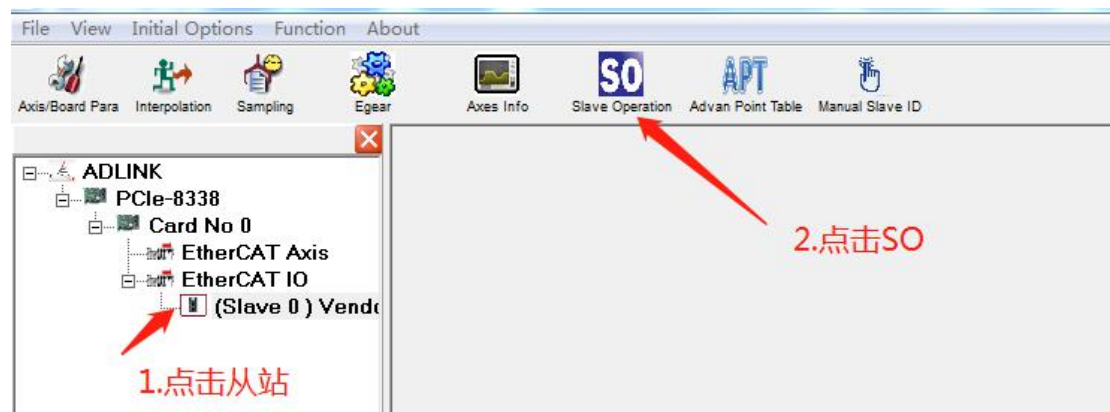 File View Initial Options Function About
Axis/Board Para Interpolation Sampling Egear Axes Info SO Slave Operation APT Advan Point Table Manual Slave ID
ADLINK
PCIe-8338
Card No 0
EtherCAT Axis
EtherCAT IO
(Slave 0 ) Vend
2.点击SO
1.点击从站